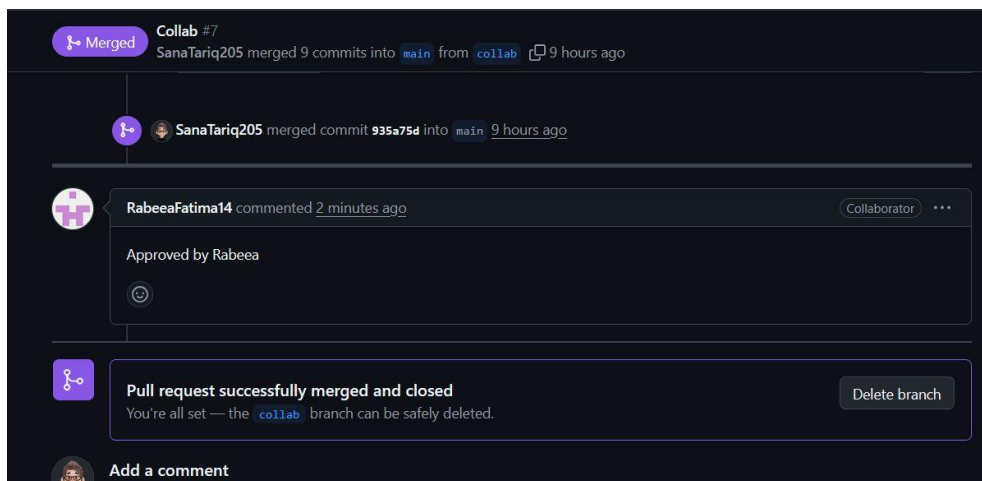 Merged
Collab #7
SanaTariq205 merged 9 commits into main from collab 9 hours ago
SanaTariq205 merged commit 935a75d into main 9 hours ago
RabeeaFatima14 commented 2 minutes ago
Collaborator
Approved by Rabeea
Pull request successfully merged and closed
You're all set — the collab branch can be safely deleted.
Delete branch
Add a comment